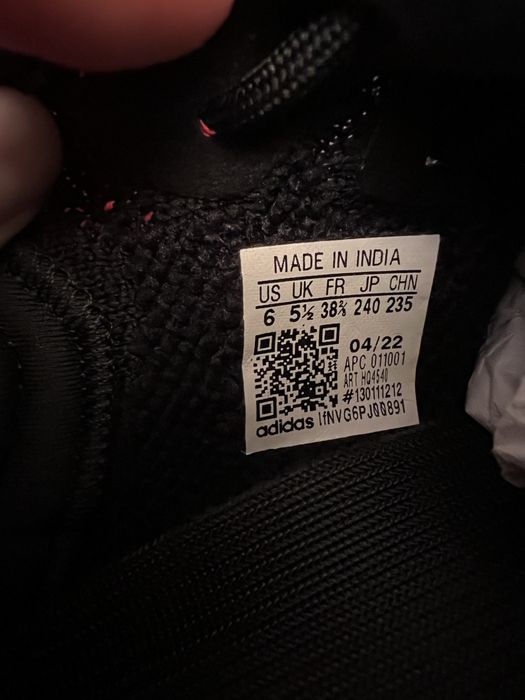 MADE IN INDIA
US UK FR JP CHN
6 5½ 38⅔ 240 235
04/22
APC 011001
ART HQ4540
#130111212
adidas IfNVG6PJ00891